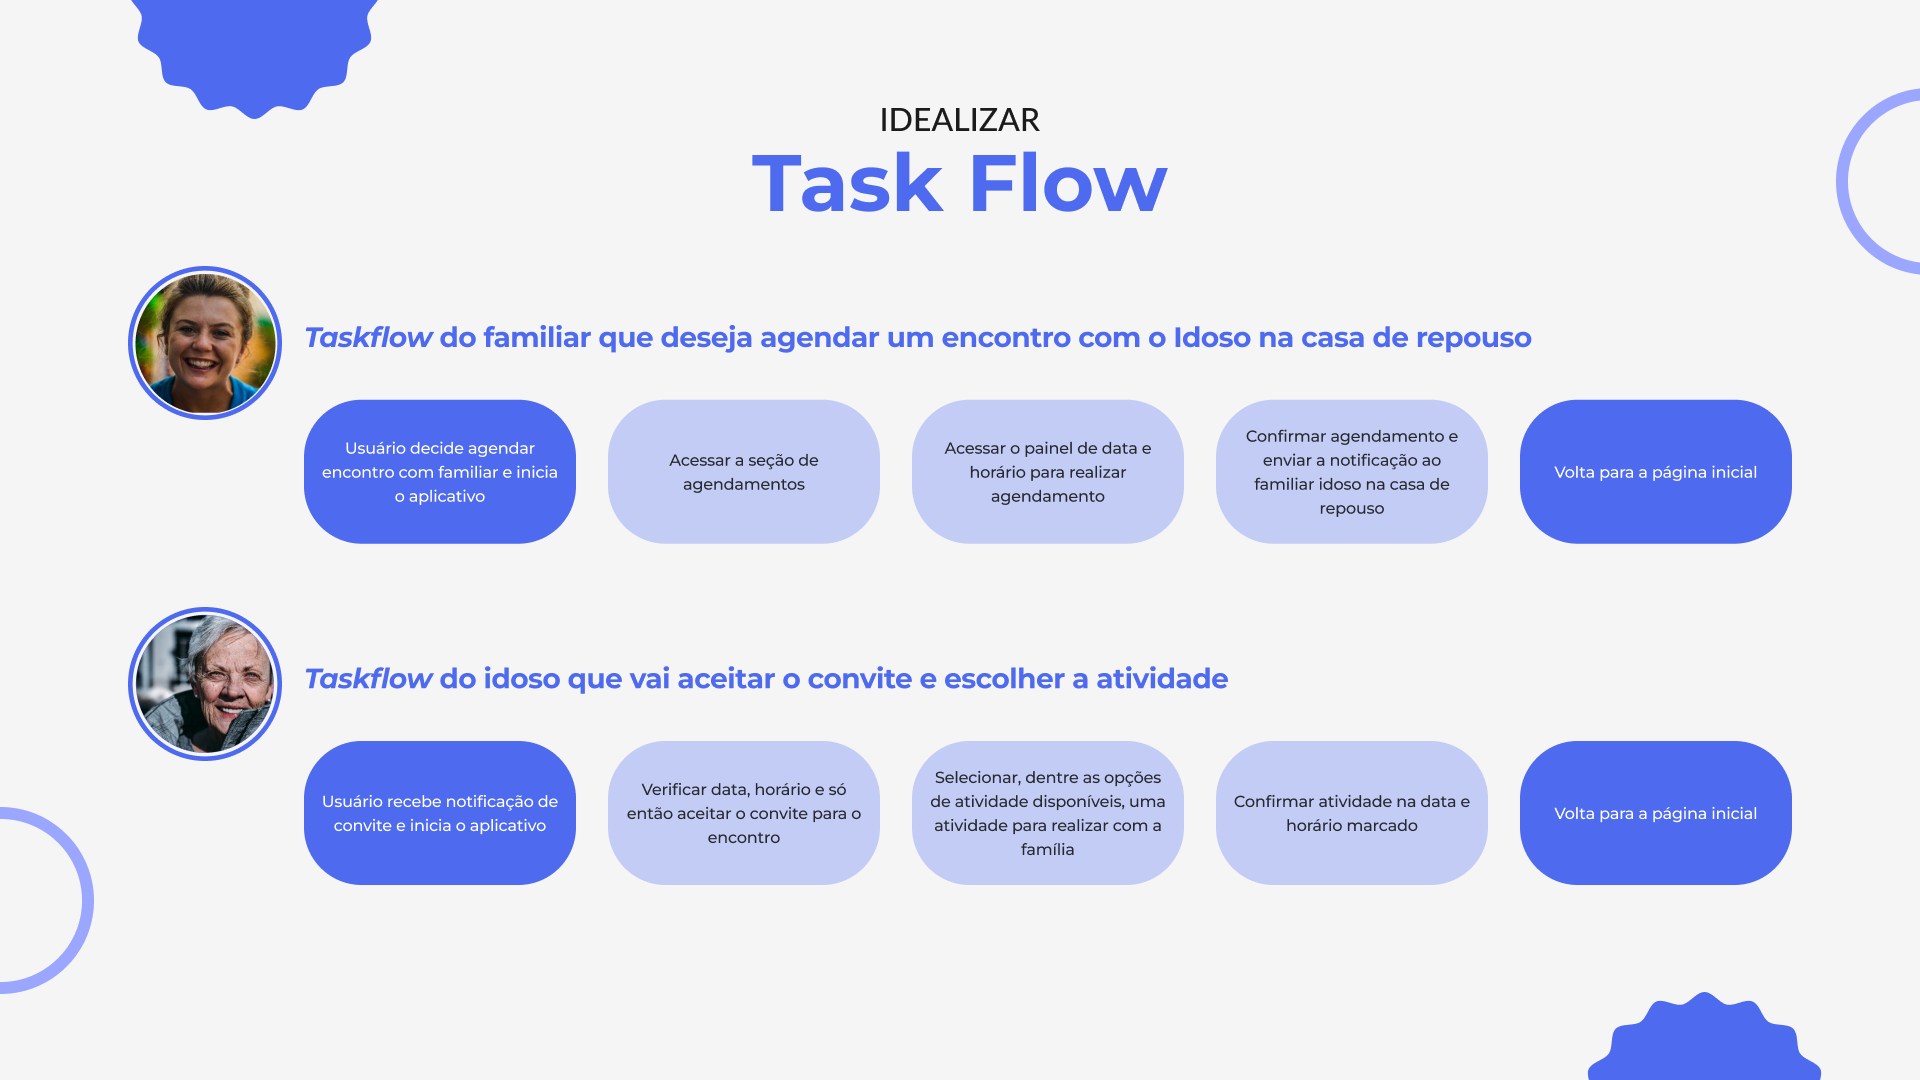 IDEALIZAR
Task Flow
Taskflow do familiar que deseja agendar um encontro com o Idoso na casa de repouso
Usuário decide agendar
encontro com familiar e inicia
o aplicativo
Acessar a seção de
agendamentos
Acessar o painel de data e
horário para realizar
agendamento
Confirmar agendamento e
enviar a notificação ao
familiar idoso na casa de
repouso
Volta para a página inicial
Taskflow do idoso que vai aceitar o convite e escolher a atividade
Usuário recebe notificação de
convite e inicia o aplicativo
Verificar data, horário e só
então aceitar o convite para o
encontro
Selecionar, dentre as opções
de atividade disponíveis, uma
atividade para realizar com a
família
Confirmar atividade na data e
horário marcado
Volta para a página inicial